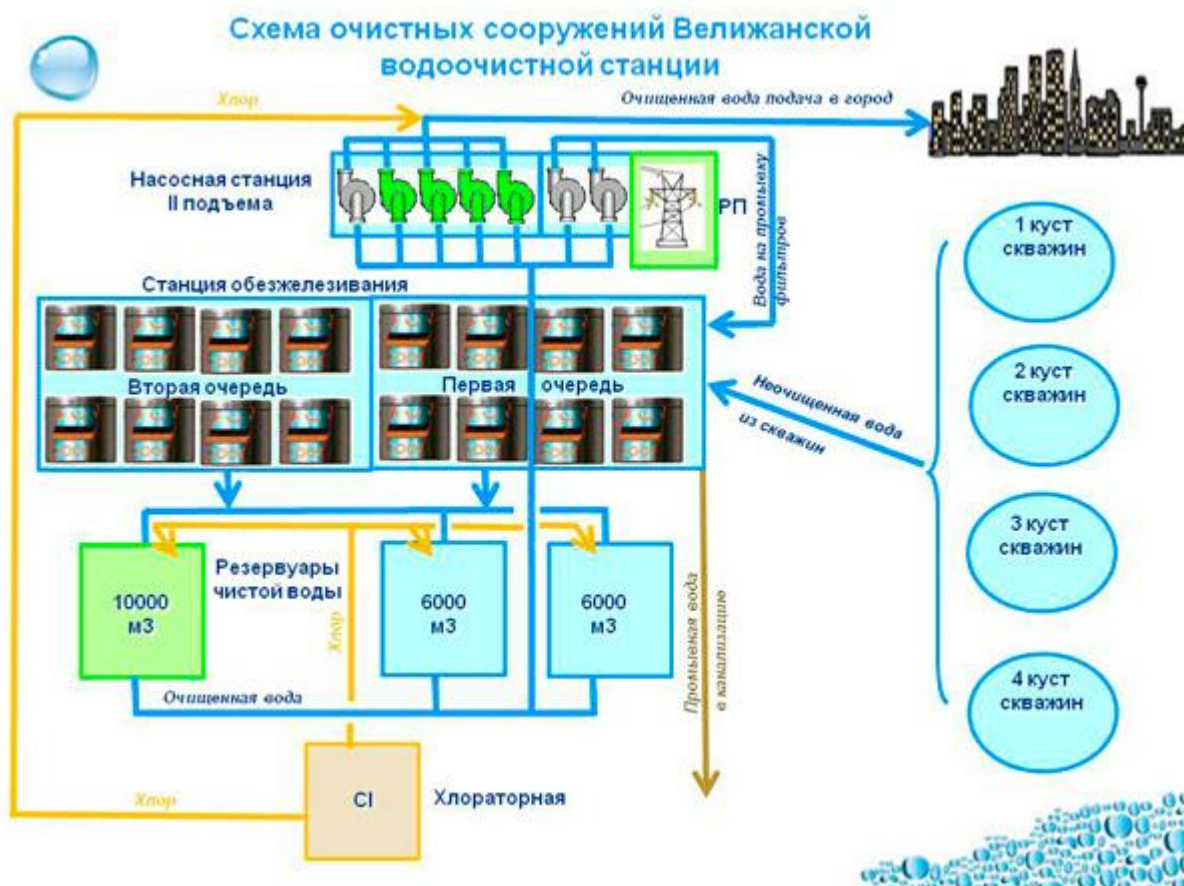 Схема очистных сооружений Велижанской
водоочистной станции
Хлор
Очищенная вода подача в город
Насосная станция
II подъема
РП
Вода на промывку
фильтров
1 куст
скважин
Станция обезжелезивания
Вторая очередь
Первая очередь
Неочищенная вода
из скважин
2 куст
скважин
3 куст
скважин
Резервуары
чистой воды
10000
м3
6000
м3
6000
м3
Хлор
Промывная вода
в канализацию
Очищенная вода
4 куст
скважин
Хлор
Cl
Хлораторная